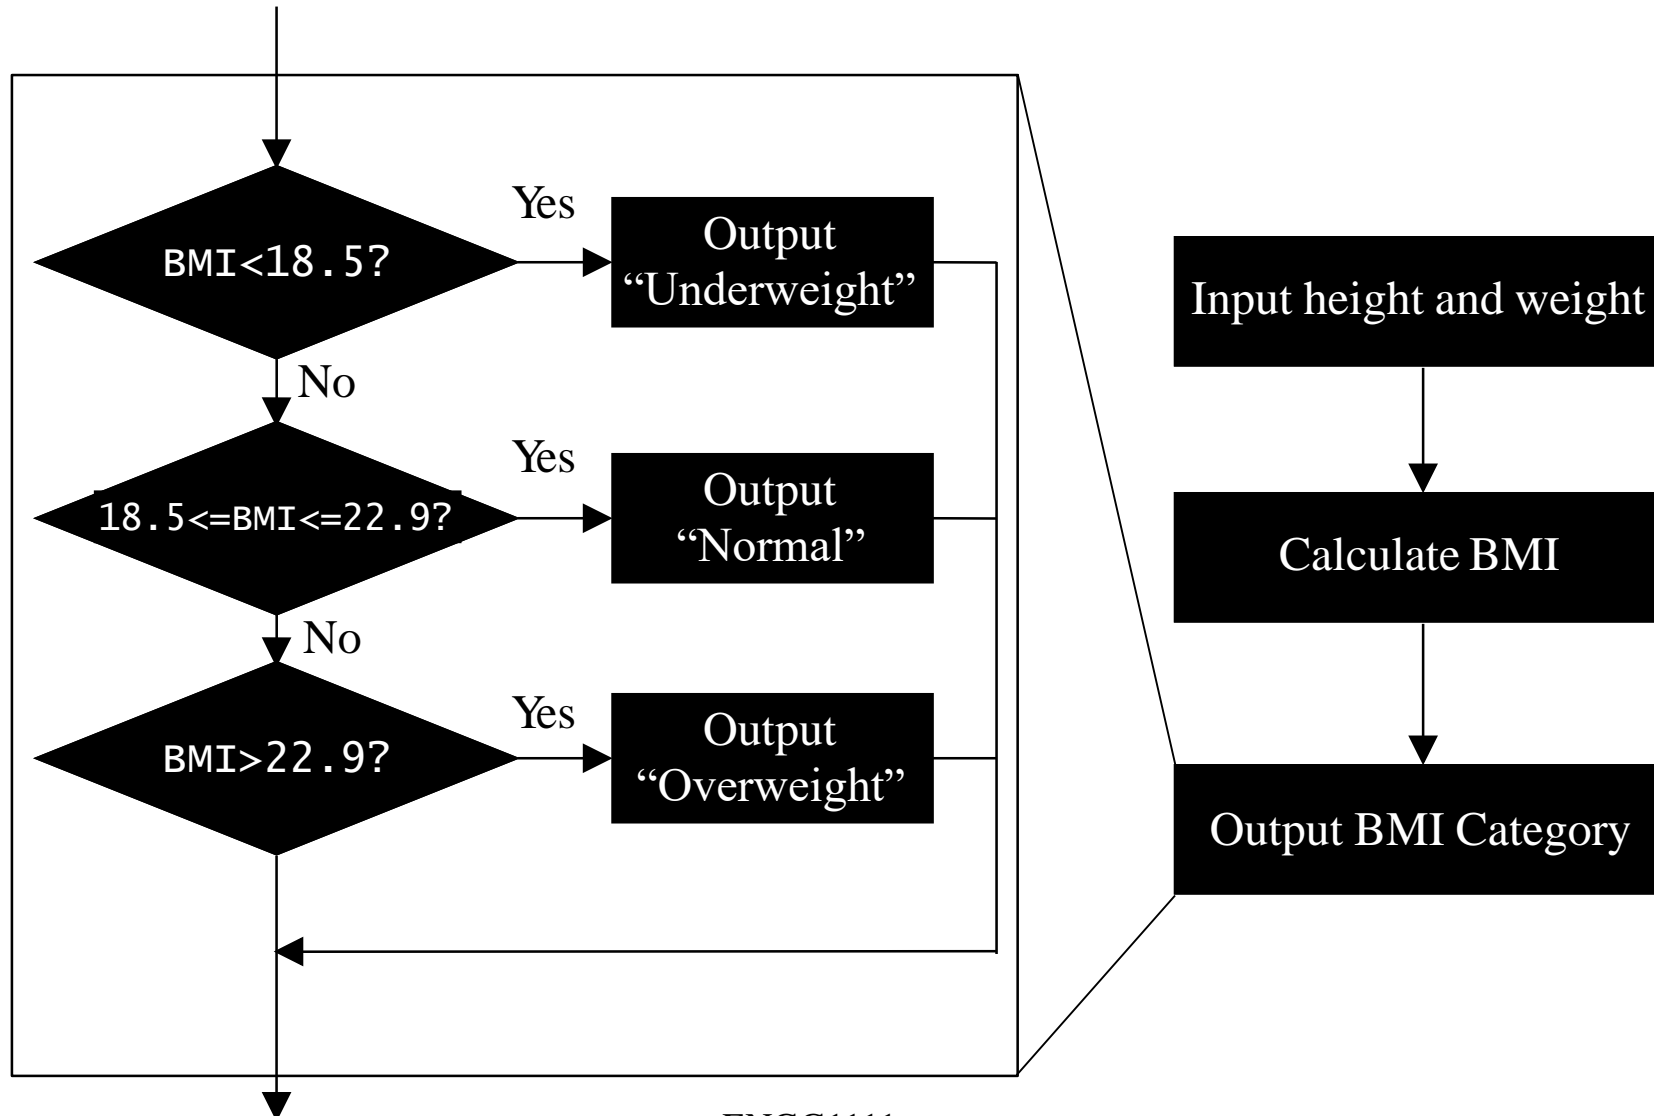 BMI<18.5?
Yes
Output
“Underweight”
No
18.5<=BMI<=22.9?
Yes
Output
“Normal”
No
BMI>22.9?
Yes
Output
“Overweight”
Input height and weight
Calculate BMI
Output BMI Category